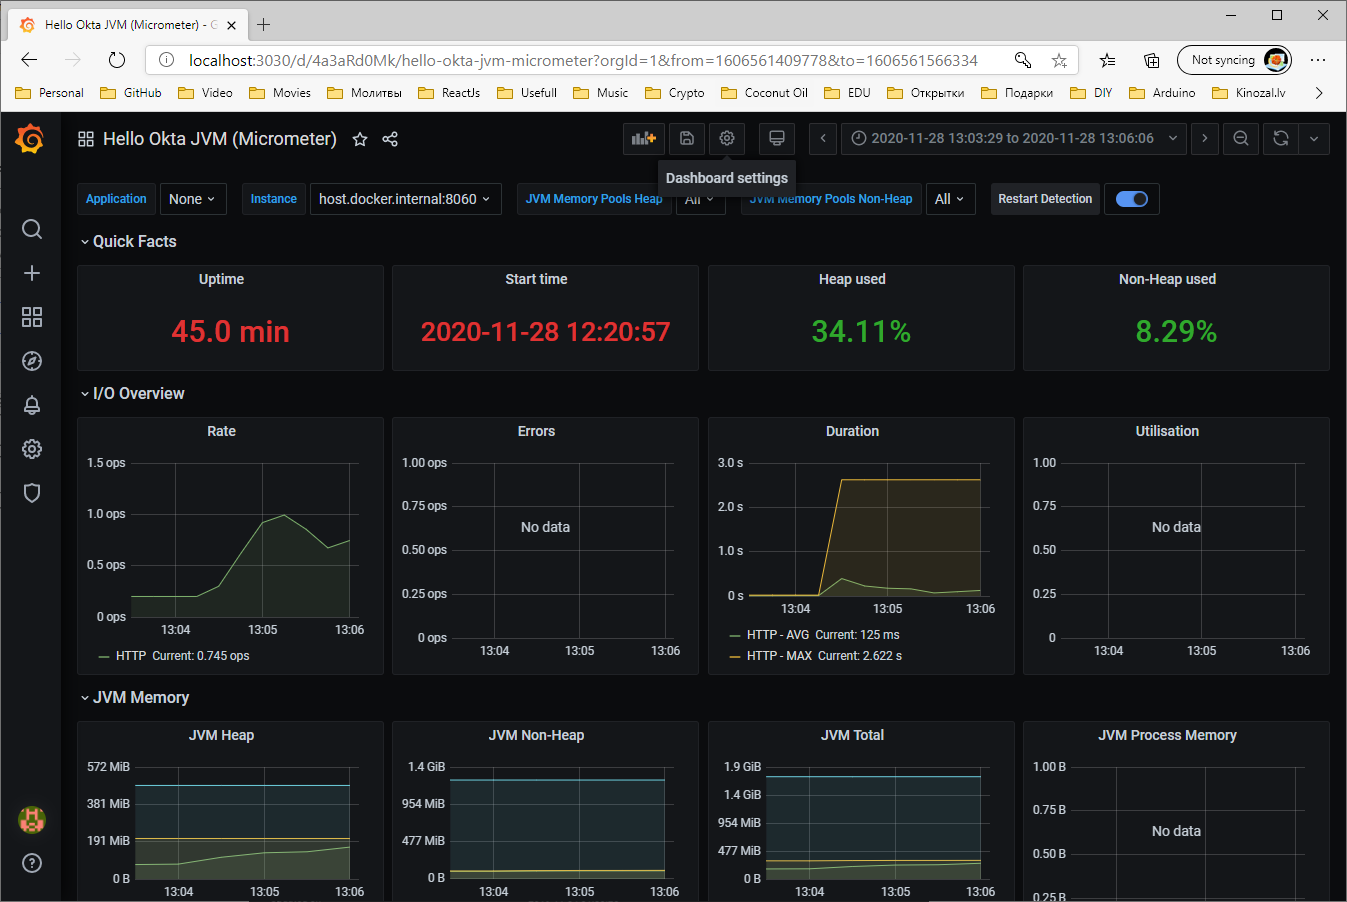 Hello Okta JVM (Micrometer) - G
localhost:3030/d/4a3aRd0Mk/hello-okta-jvm-micrometer?orgId=1&from=1606561409778&to=1606561566334
Not syncing
Personal GitHub Video Movies Молитвы ReactJs Usefull Music Crypto Coconut Oil EDU Открытки Подарки DIY Arduino Kinozal.lv
Hello Okta JVM (Micrometer)
2020-11-28 13:03:29 to 2020-11-28 13:06:06
Dashboard settings
Application None Instance host.docker.internal:8060 JVM Memory Pools Heap All JVM Memory Pools Non-Heap All Restart Detection
Quick Facts
Uptime Start time Heap used Non-Heap used
45.0 min 2020-11-28 12:20:57 34.11% 8.29%
I/O Overview
Rate
1.5 ops
1.0 ops
0.5 ops
0 ops
13:04 13:05 13:06
HTTP Current: 0.745 ops
Errors
1.00 ops
0.75 ops
No data
0.50 ops
0.25 ops
0 ops
13:04 13:05 13:06
Duration
3.0 s
2.0 s
1.0 s
0 s
13:04 13:05 13:06
HTTP - AVG Current: 125 ms
HTTP - MAX Current: 2.622 s
Utilisation
1.00
0.75
No data
0.50
0.25
0
13:04 13:05 13:06
JVM Memory
JVM Heap
572 MiB
381 MiB
191 MiB
0 B
13:04 13:05 13:06
JVM Non-Heap
1.4 GiB
954 MiB
477 MiB
0 B
13:04 13:05 13:06
JVM Total
1.9 GiB
1.4 GiB
954 MiB
477 MiB
0 B
13:04 13:05 13:06
JVM Process Memory
1.00 B
0.75 B
No data
0.50 B
0.25 B